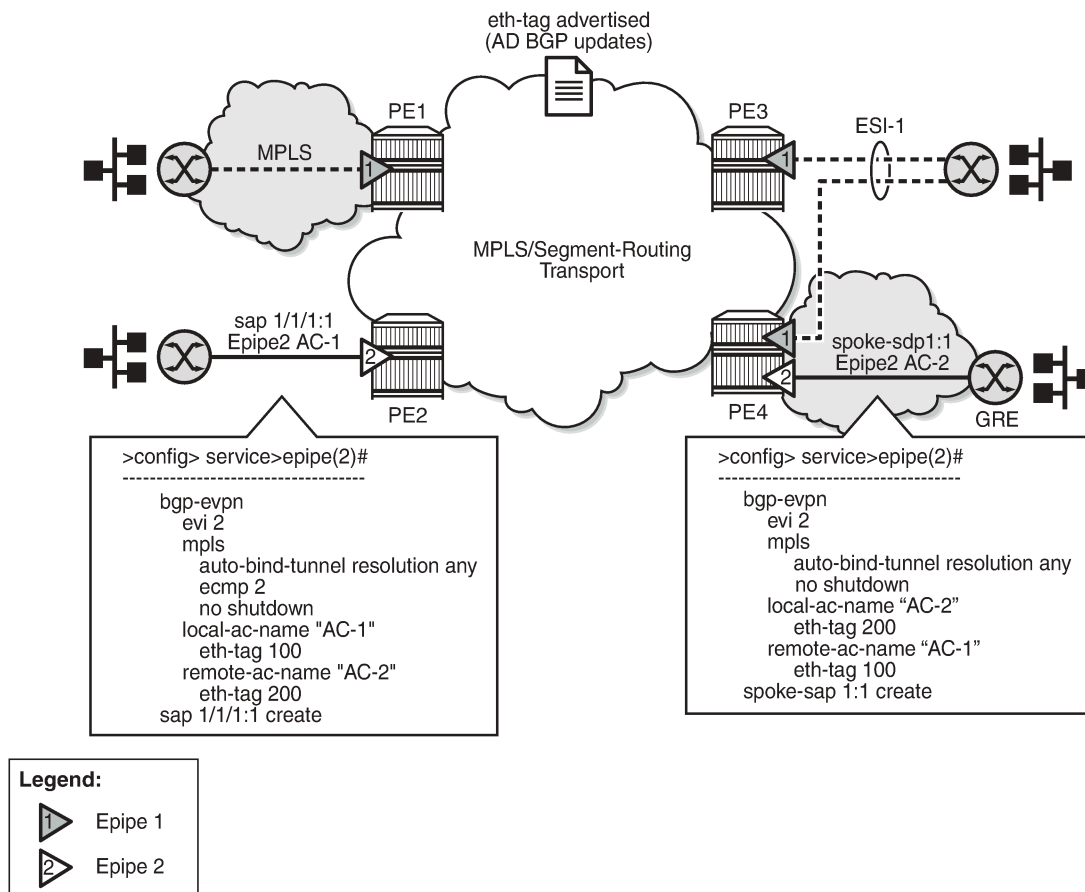 eth-tag advertised
(AD BGP updates)
PE1
PE3
ESI-1
MPLS
1
1
MPLS/Segment-Routing
Transport
sap 1/1/1:1
Epipe2 AC-1
2
1
spoke-sdp1:1
Epipe2 AC-2
2
PE2
PE4
GRE
>config> service>epipe(2)#
----------------------------------
bgp-evpn
evi 2
mpls
auto-bind-tunnel resolution any
ecmp 2
no shutdown
local-ac-name "AC-1"
eth-tag 100
remote-ac-name "AC-2"
eth-tag 200
sap 1/1/1:1 create
>config> service>epipe(2)#
----------------------------------
bgp-evpn
evi 2
mpls
auto-bind-tunnel resolution any
no shutdown
local-ac-name “AC-2”
eth-tag 200
remote-ac-name “AC-1”
eth-tag 100
spoke-sap 1:1 create
Legend:
1 Epipe 1
2 Epipe 2